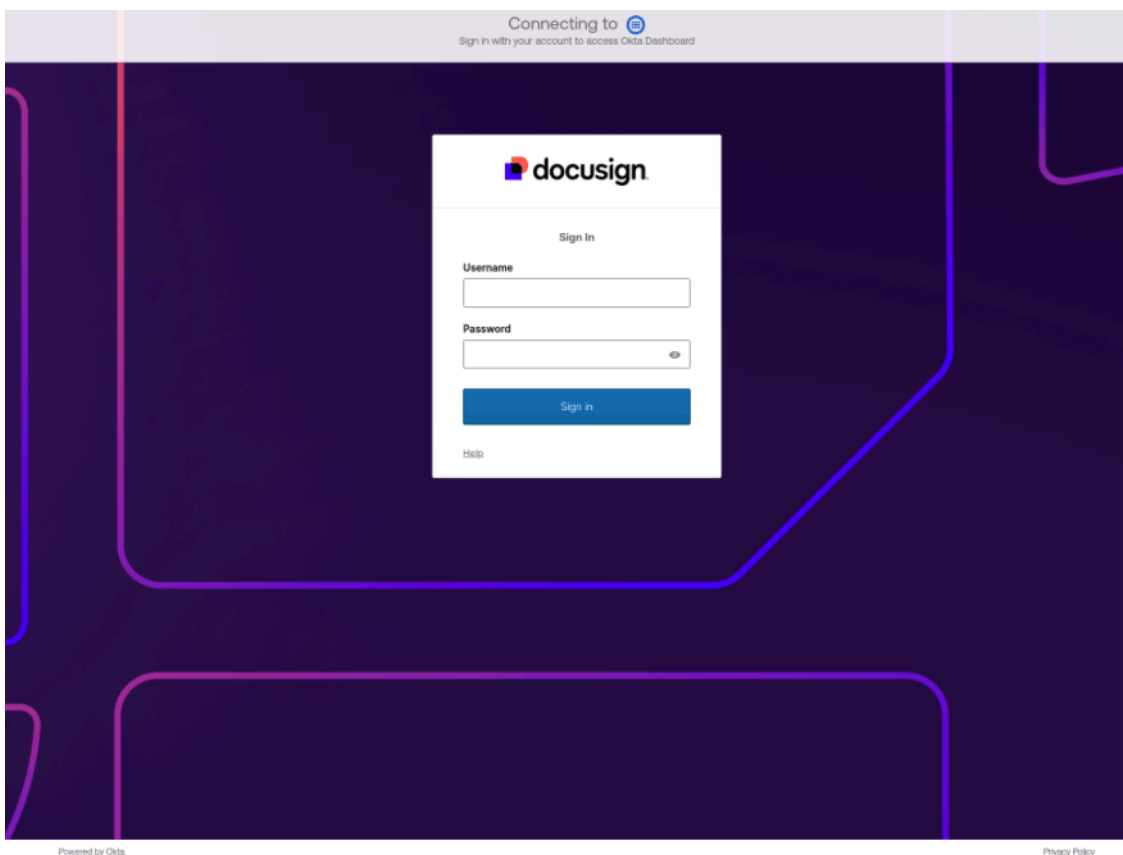 Connecting to
Sign in with your account to access Okta Dashboard
docusign.
Sign In
Username
Password
Sign in
Help
Powered by Okta
Privacy Policy